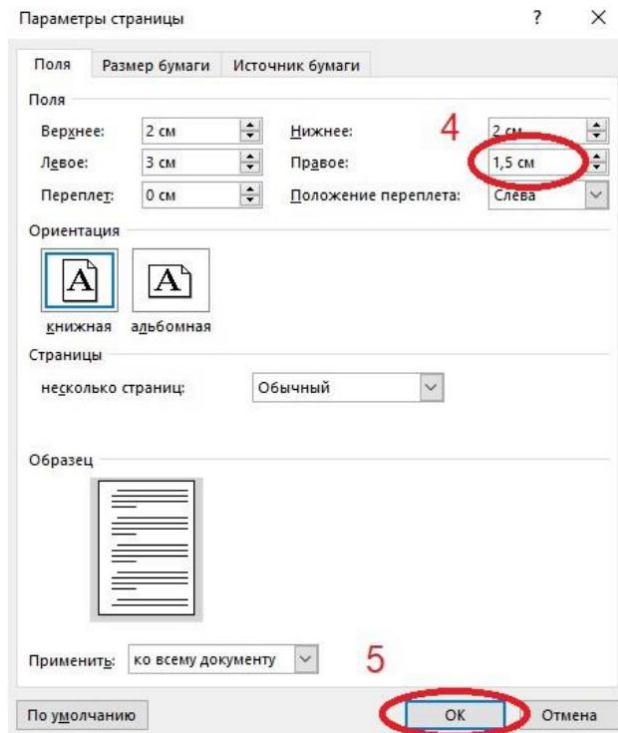 Параметры страницы ? ×
Поля Размер бумаги Источник бумаги
Поля
Верхнее: 2 см Нижнее: 4 2 см
Левое: 3 см Правое: 1,5 см
Переплет: 0 см Положение переплета: Слева
Ориентация
A A
книжная альбомная
Страницы
несколько страниц: Обычный
Образец
Применить: ко всему документу 5
По умолчанию ОК Отмена